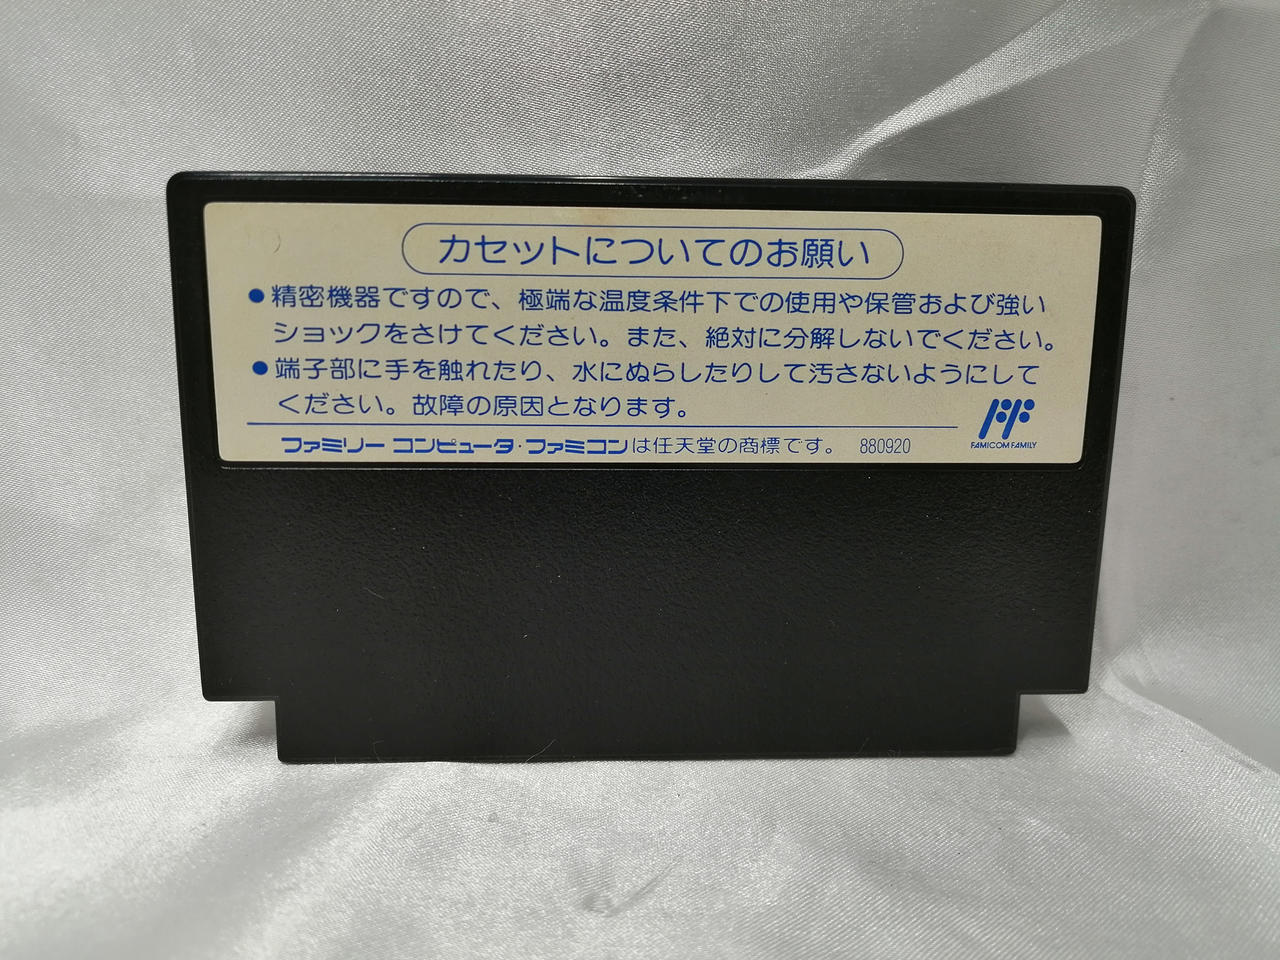 カセットについてのお願い
●精密機器ですので、極端な温度条件下での使用や保管および強い
ショックをさけてください。また、絶対に分解しないでください。
●端子部に手を触れたり、水にぬらしたりして汚さないようにして
ください。故障の原因となります。
ファミリー コンピュータ・ファミコンは任天堂の商標です。 880920
FAMICOM FAMILY